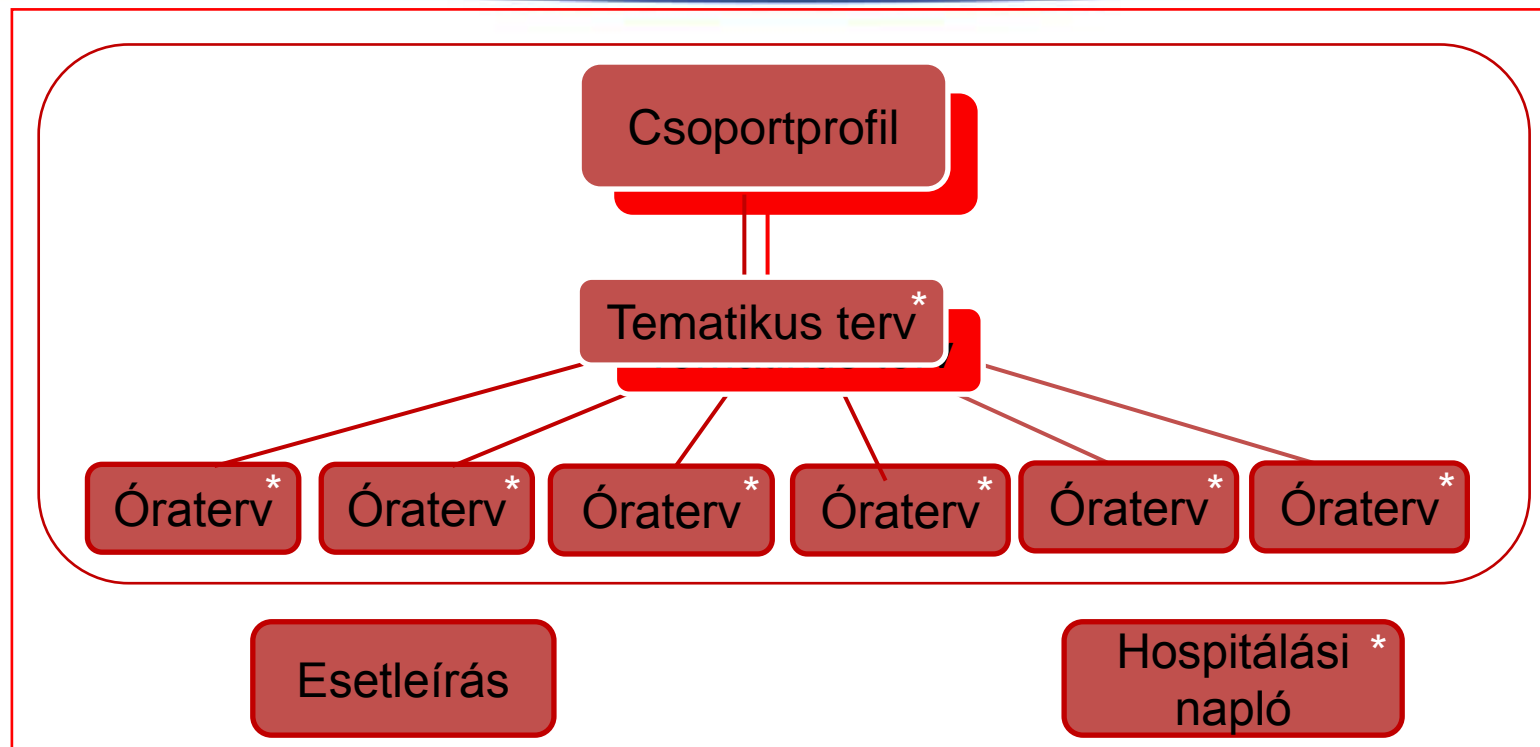 Csoportprofil
Tematikus terv*
Óraterv* Óraterv* Óraterv* Óraterv* Óraterv* Óraterv*
Esetleírás
Hospitálási *
napló